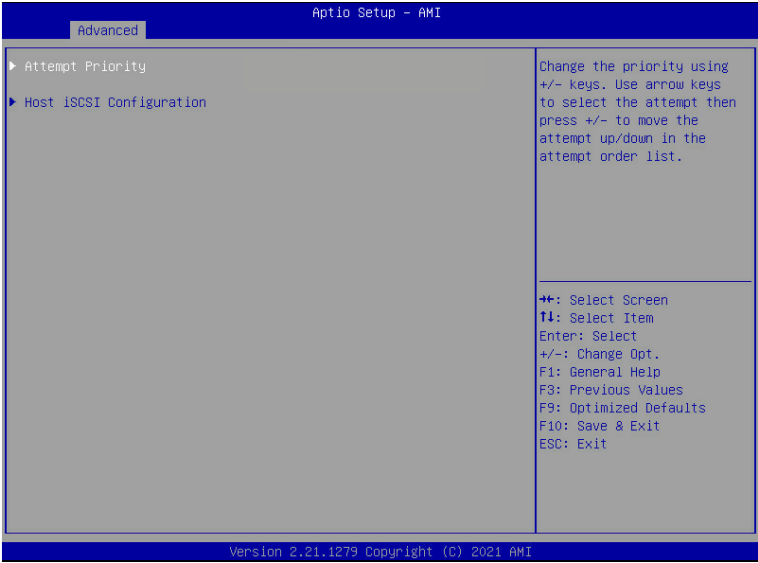 Aptio Setup – AMI
Advanced
▶ Attempt Priority
▶ Host iSCSI Configuration
Change the priority using
+/- keys. Use arrow keys
to select the attempt then
press +/- to move the
attempt up/down in the
attempt order list.
→←: Select Screen
↑↓: Select Item
Enter: Select
+/-: Change Opt.
F1: General Help
F3: Previous Values
F9: Optimized Defaults
F10: Save & Exit
ESC: Exit
Version 2.21.1279 Copyright (C) 2021 AMI